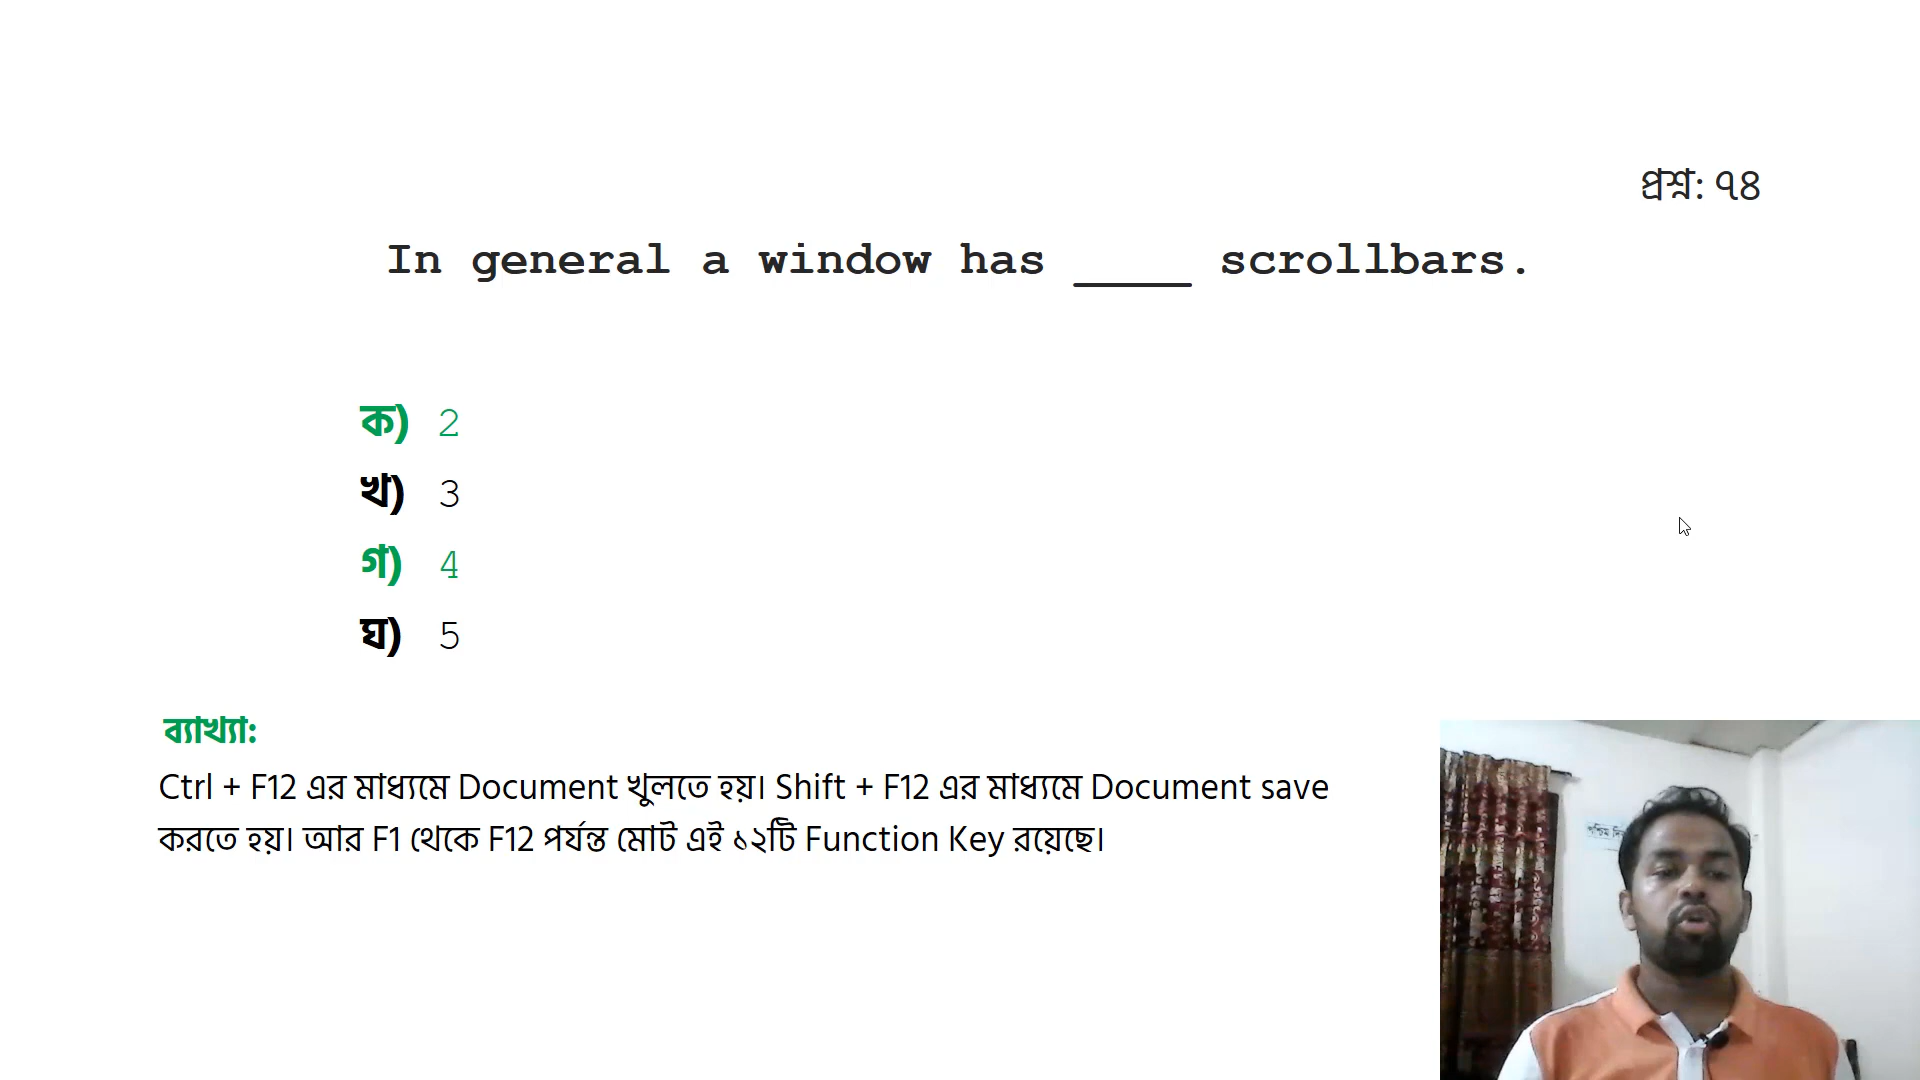 প্রশ্ন: ৭৪
In general a window has ____ scrollbars.
ক) 2
খ) 3
গ) 4
ঘ) 5
ব্যাখ্যা:
Ctrl + F12 এর মাধ্যমে Document খুলতে হয়। Shift + F12 এর মাধ্যমে Document save
করতে হয়। আর F1 থেকে F12 পর্যন্ত মোট এই ১২টি Function Key রয়েছে।